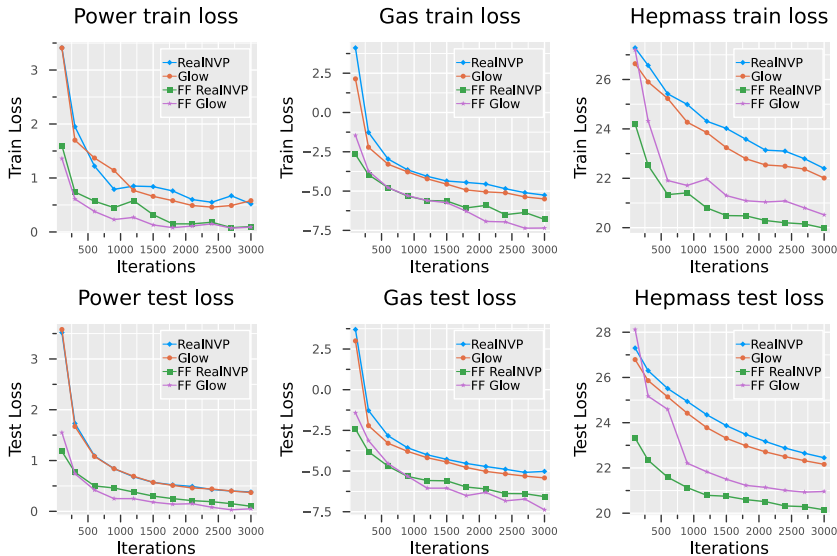 Power train loss
Train Loss
3
2
1
0
RealNVP
Glow
FF RealNVP
FF Glow
500 1000 1500 2000 2500 3000
Iterations
Gas train loss
Train Loss
2.5
0.0
−2.5
−5.0
−7.5
RealNVP
Glow
FF RealNVP
FF Glow
500 1000 1500 2000 2500 3000
Iterations
Hepmass train loss
Train Loss
26
24
22
20
RealNVP
Glow
FF RealNVP
FF Glow
500 1000 1500 2000 2500 3000
Iterations
Power test loss
Test Loss
3
2
1
0
RealNVP
Glow
FF RealNVP
FF Glow
500 1000 1500 2000 2500 3000
Iterations
Gas test loss
Test Loss
2.5
0.0
−2.5
−5.0
−7.5
RealNVP
Glow
FF RealNVP
FF Glow
500 1000 1500 2000 2500 3000
Iterations
Hepmass test loss
Test Loss
28
26
24
22
20
RealNVP
Glow
FF RealNVP
FF Glow
500 1000 1500 2000 2500 3000
Iterations